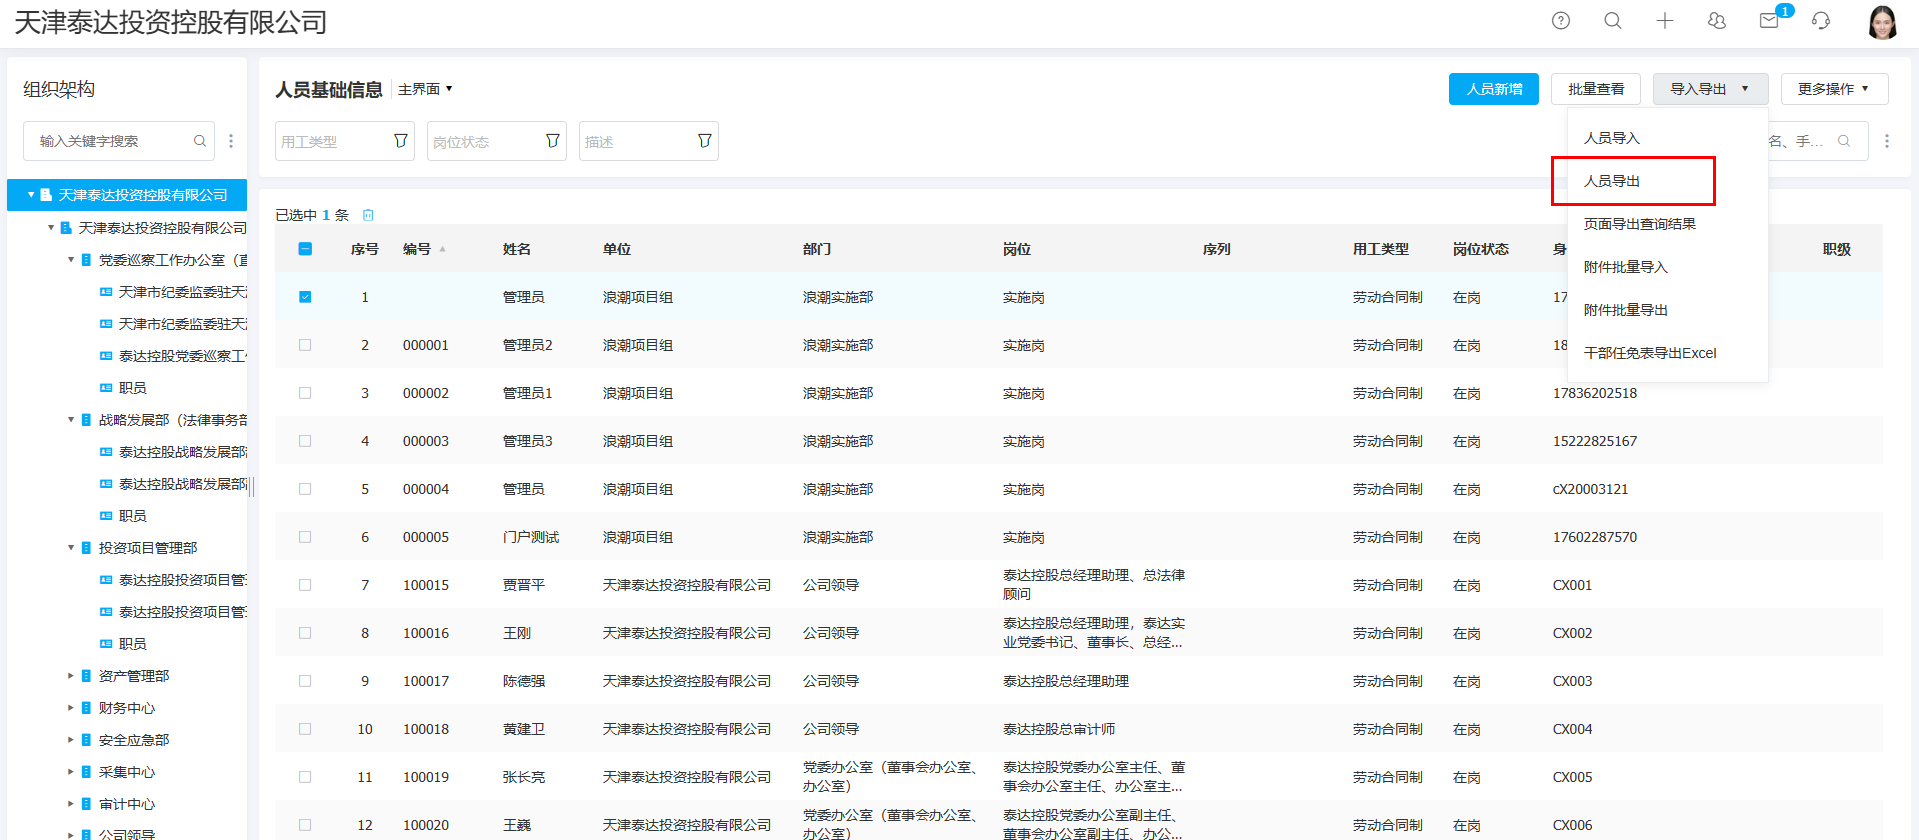 天津泰达投资控股有限公司
1
组织架构
输入关键字搜索
天津泰达投资控股有限公司
天津泰达投资控股有限公司
党委巡察工作办公室（直
天津市纪委监委驻天
天津市纪委监委驻天
泰达控股党委巡察工
职员
战略发展部（法律事务部
泰达控股战略发展部
泰达控股战略发展部
职员
投资项目管理部
泰达控股投资项目管
泰达控股投资项目管
职员
资产管理部
财务中心
安全应急部
采集中心
审计中心
公司领导
人员基础信息 主界面
人员新增 批量查看 导入导出 更多操作
用工类型 岗位状态 描述
名、手...
人员导入
人员导出
页面导出查询结果
附件批量导入
附件批量导出
干部任免表导出Excel
已选中 1 条
序号 编号 姓名 单位 部门 岗位 序列 用工类型 岗位状态 身 职级
1 管理员 浪潮项目组 浪潮实施部 实施岗 劳动合同制 在岗 17
2 000001 管理员2 浪潮项目组 浪潮实施部 实施岗 劳动合同制 在岗 18
3 000002 管理员1 浪潮项目组 浪潮实施部 实施岗 劳动合同制 在岗 17836202518
4 000003 管理员3 浪潮项目组 浪潮实施部 实施岗 劳动合同制 在岗 15222825167
5 000004 管理员 浪潮项目组 浪潮实施部 实施岗 劳动合同制 在岗 cX20003121
6 000005 门户测试 浪潮项目组 浪潮实施部 实施岗 劳动合同制 在岗 17602287570
7 100015 贾晋平 天津泰达投资控股有限公司 公司领导 泰达控股总经理助理、总法律
顾问 劳动合同制 在岗 CX001
8 100016 王刚 天津泰达投资控股有限公司 公司领导 泰达控股总经理助理，泰达实
业党委书记、董事长、总经... 劳动合同制 在岗 CX002
9 100017 陈德强 天津泰达投资控股有限公司 公司领导 泰达控股总经理助理 劳动合同制 在岗 CX003
10 100018 黄建卫 天津泰达投资控股有限公司 公司领导 泰达控股总审计师 劳动合同制 在岗 CX004
11 100019 张长亮 天津泰达投资控股有限公司 党委办公室（董事会办公室、 泰达控股党委办公室主任、董
办公室） 事会办公室主任、办公室主... 劳动合同制 在岗 CX005
12 100020 王巍 天津泰达投资控股有限公司 党委办公室（董事会办公室、 泰达控股党委办公室副主任、
办公室） 董事会办公室副主任、办公... 劳动合同制 在岗 CX006